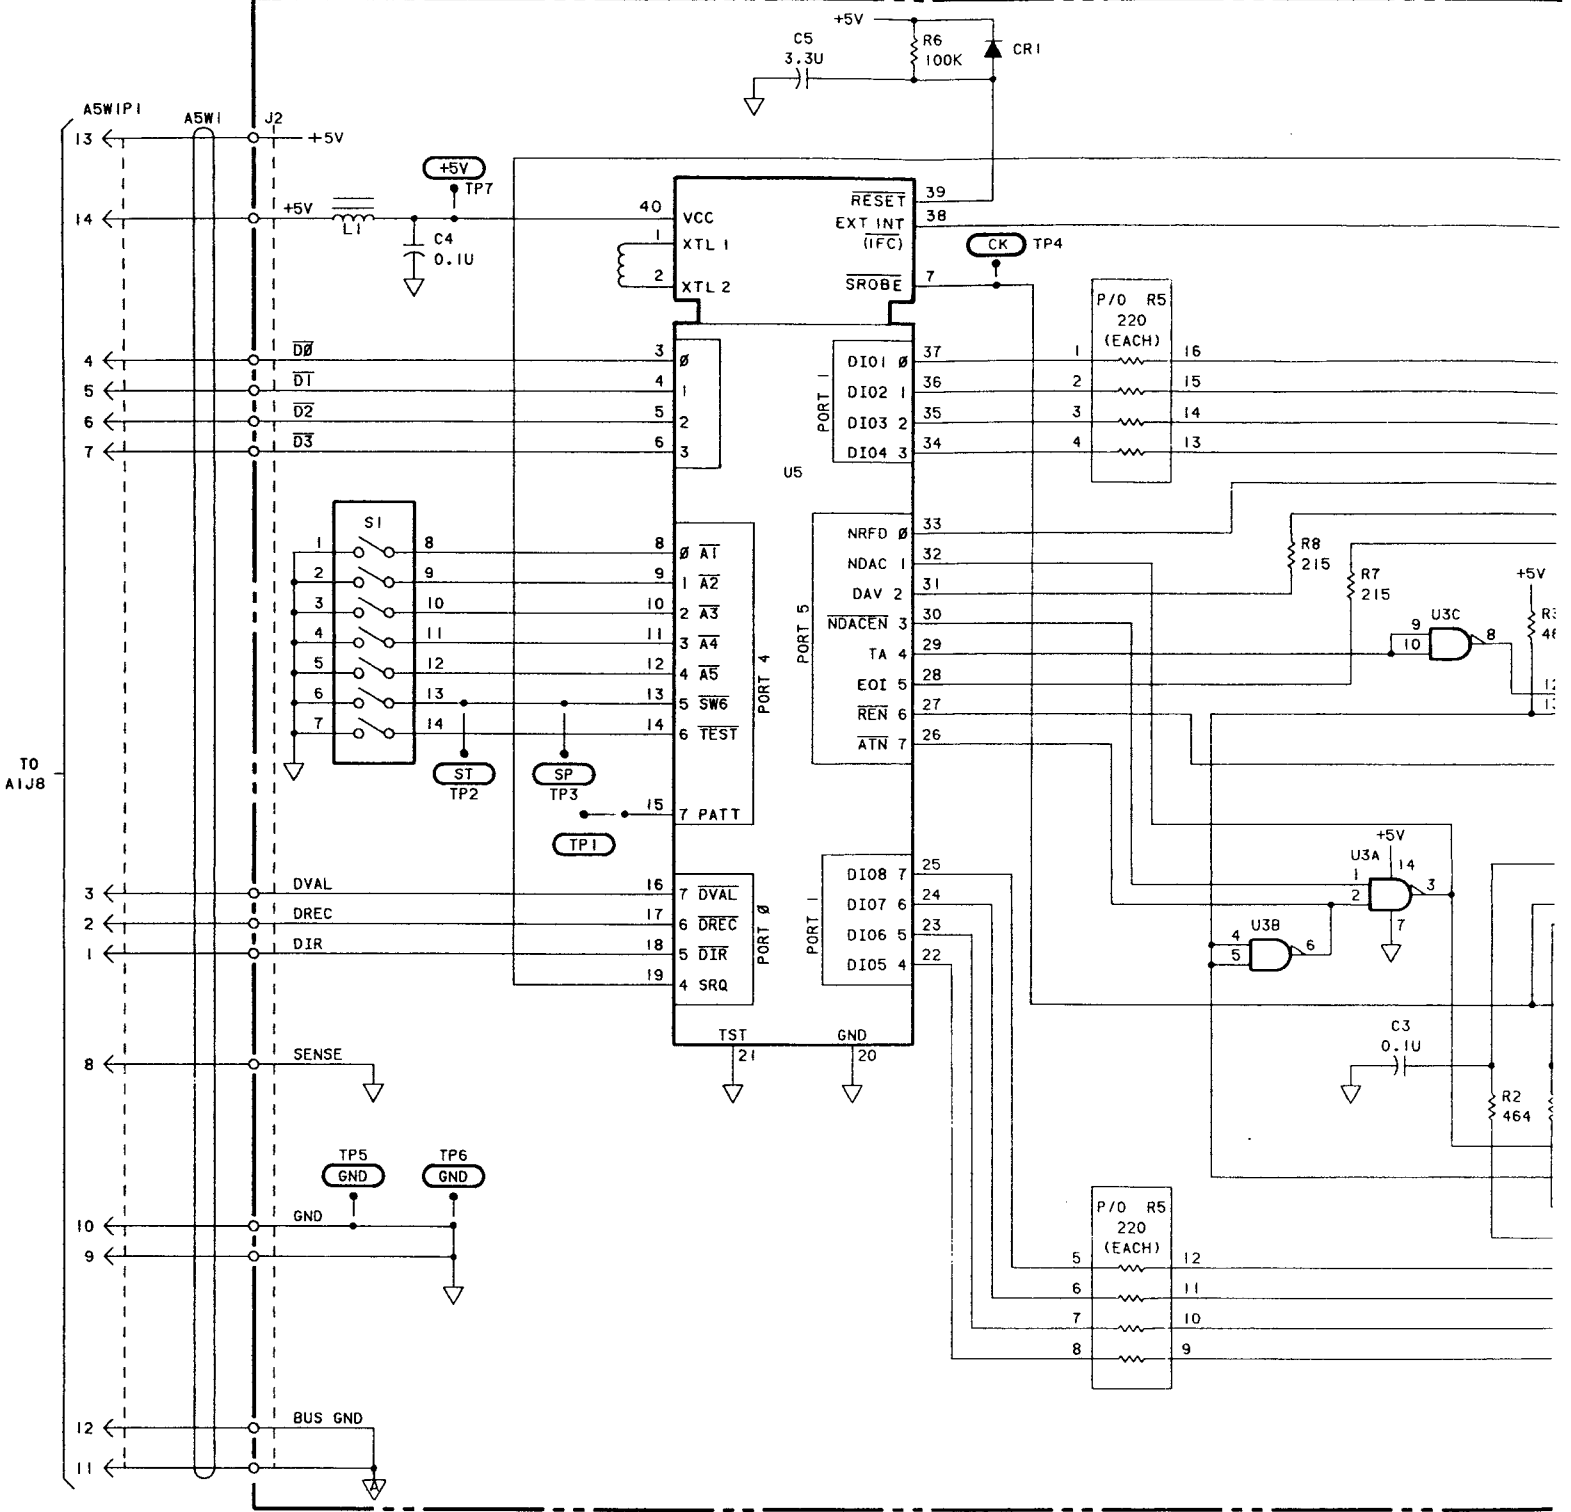 +5V
C5
3.3U
R6
100K
CR1
A5W1P1
A5W1
J2
13
+5V
+5V
TP7
14
+5V
L1
C4
0.1U
40
VCC
1
XTL 1
2
XTL 2
RESET
39
EXT INT
38
(IFC)
CK
TP4
SROBE
7
P/O R5
220
(EACH)
4
D0
3
Ø
DIO1 Ø
37
1
16
5
D1
4
1
DIO2 1
36
2
15
6
D2
5
2
DIO3 2
35
3
14
7
D3
6
3
DIO4 3
34
4
13
PORT 1
U5
S1
1
8
8
Ø A1
2
9
9
1 A2
3
10
10
2 A3
4
11
11
3 A4
5
12
12
4 A5
6
13
13
5 SW6
7
14
14
6 TEST
PORT 4
ST
TP2
SP
TP3
15
7 PATT
TP1
NRFD Ø
33
NDAC 1
32
DAV 2
31
NDACEN 3
30
TA 4
29
EOI 5
28
REN 6
27
ATN 7
26
PORT 5
R8
215
R7
215
+5V
U3C
9
10
8
TO
A1J8
3
DVAL
16
7 DVAL
2
DREC
17
6 DREC
1
DIR
18
5 DIR
19
4 SRQ
PORT Ø
DIO8 7
25
DIO7 6
24
DIO6 5
23
DIO5 4
22
PORT 1
+5V
U3A
14
1
2
3
7
U3B
4
5
6
TST
21
GND
20
8
SENSE
C3
0.1U
R2
464
TP5
GND
TP6
GND
10
GND
9
P/O R5
220
(EACH)
5
12
6
11
7
10
8
9
12
BUS GND
11
A